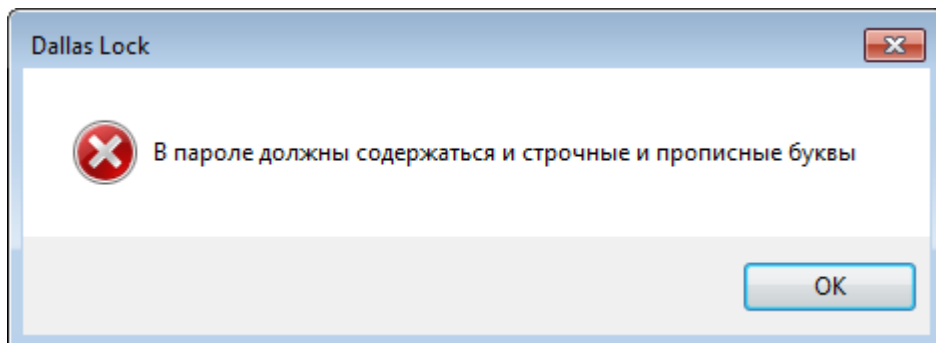 Dallas Lock
В пароле должны содержаться и строчные и прописные буквы
OK